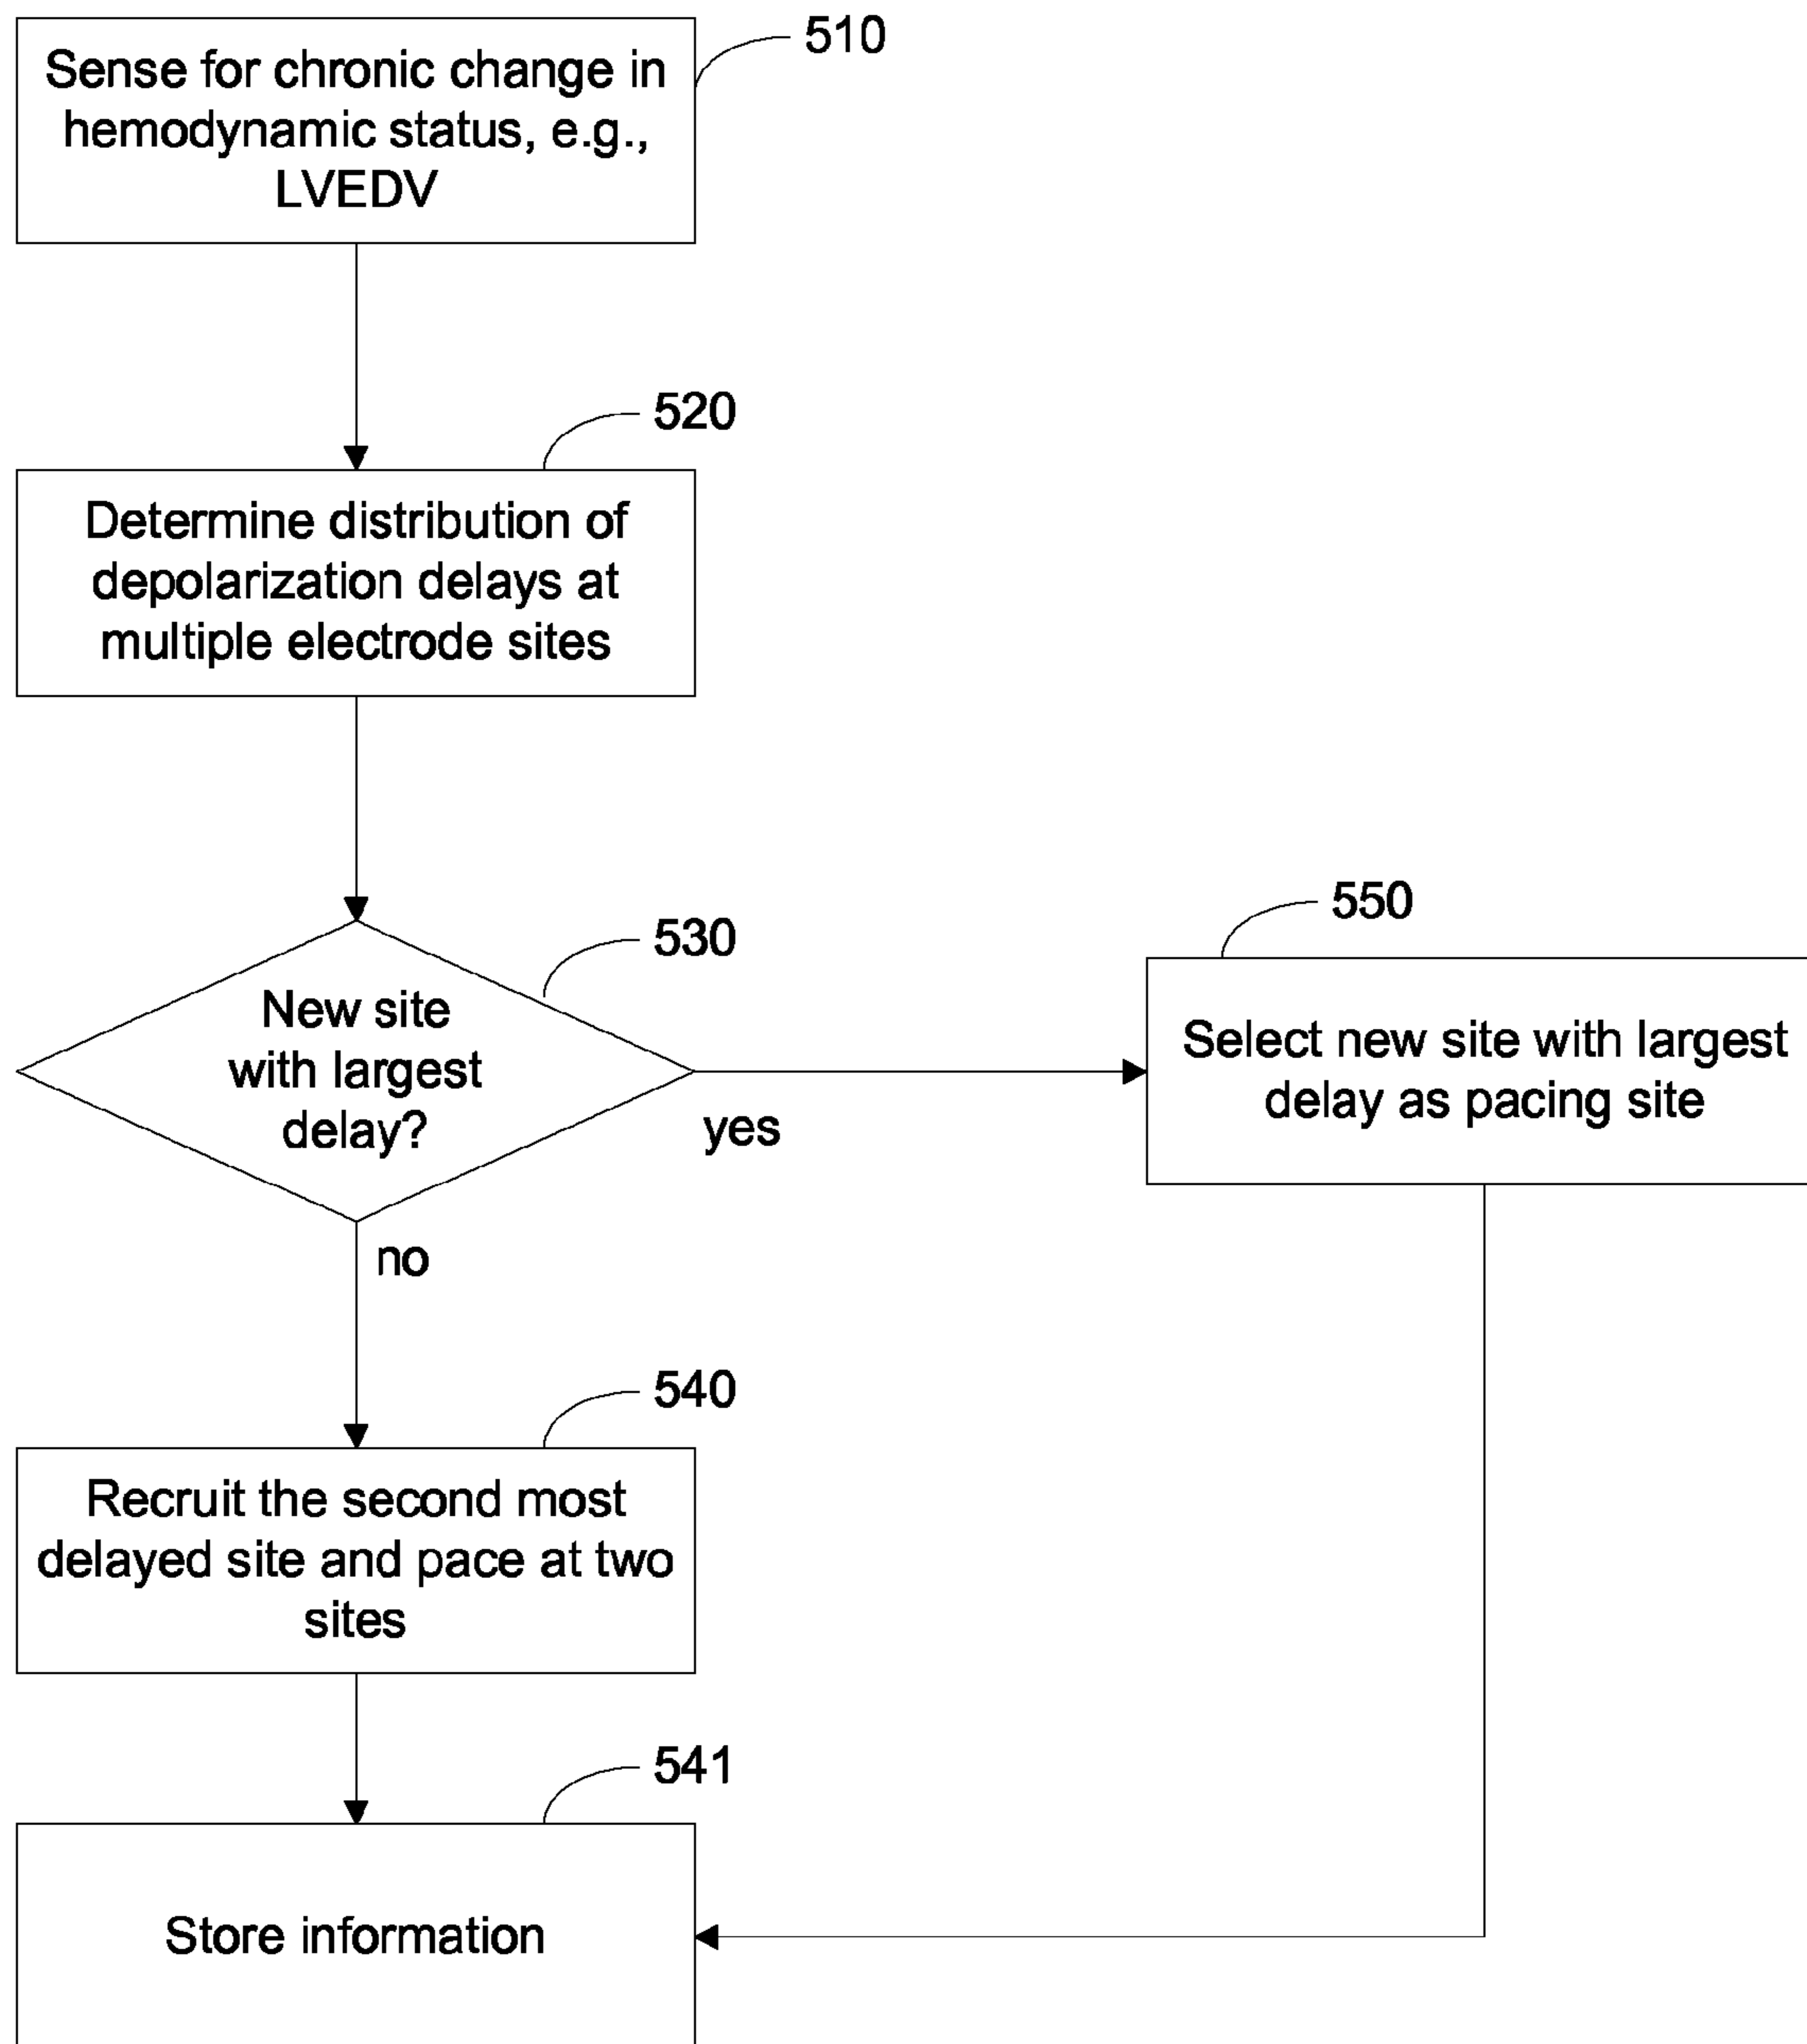 510
Sense for chronic change in
hemodynamic status, e.g.,
LVEDV
520
Determine distribution of
depolarization delays at
multiple electrode sites
530
New site
with largest
delay?
yes
no
550
Select new site with largest
delay as pacing site
540
Recruit the second most
delayed site and pace at two
sites
541
Store information